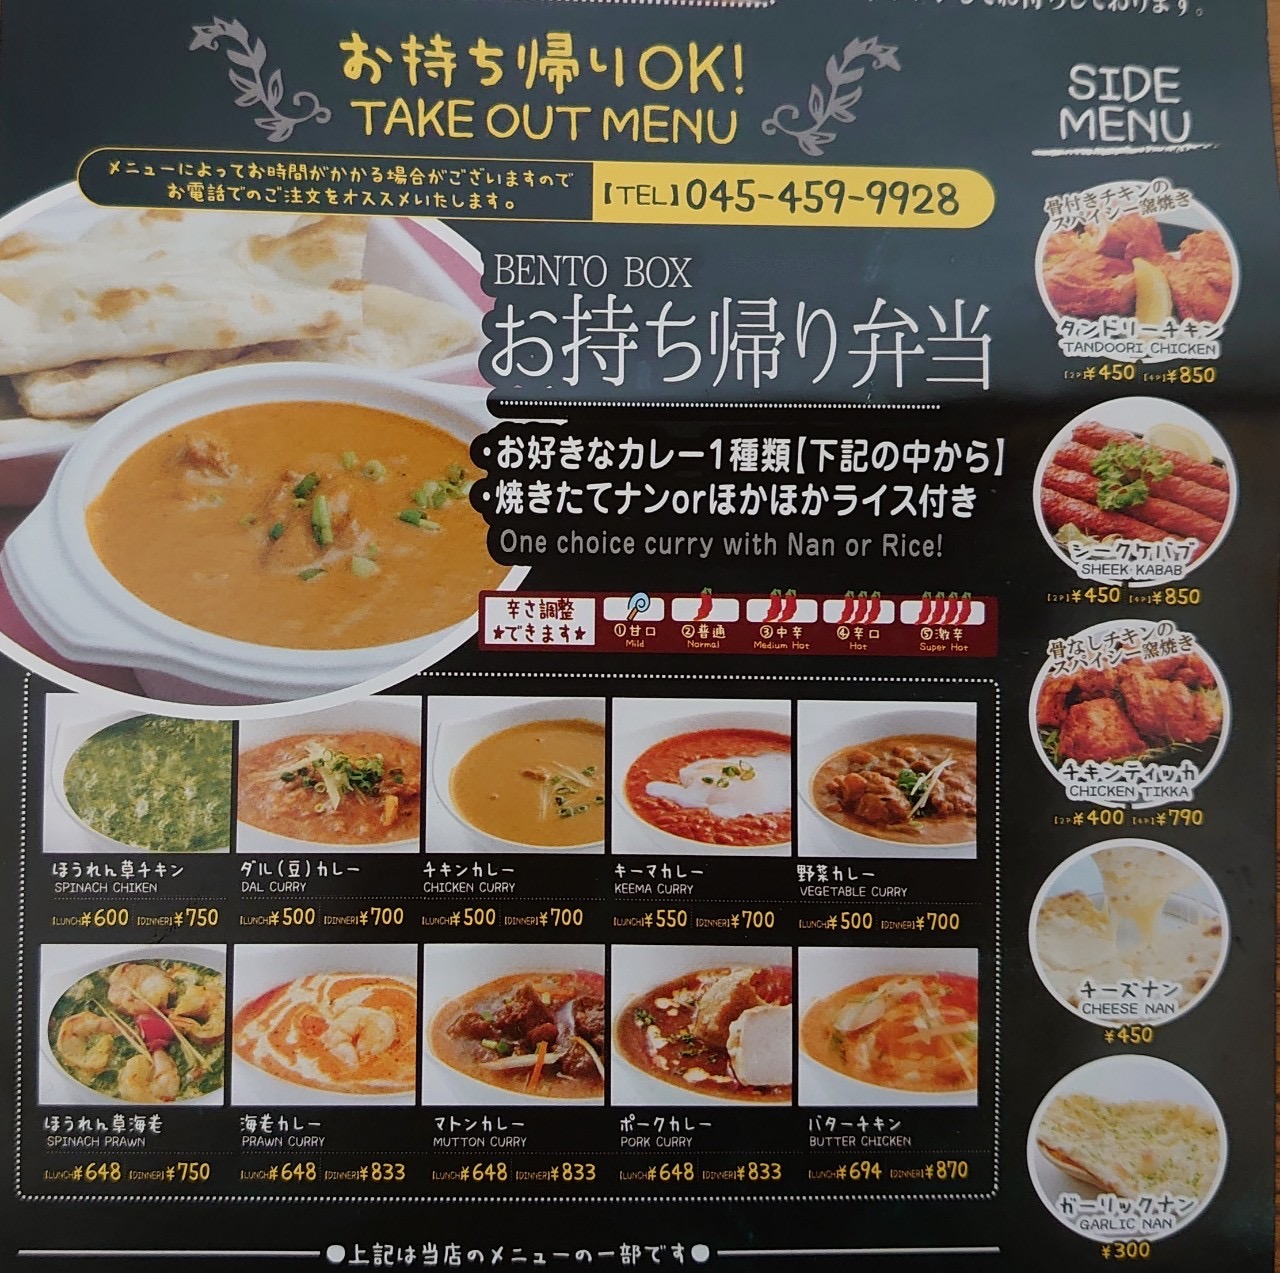 お持ち帰りOK!
TAKE OUT MENU
メニューによってお時間がかかる場合がございますので
お電話でのご注文をオススメいたします。
【TEL】045-459-9928
BENTO BOX
お持ち帰り弁当
・お好きなカレー1種類【下記の中から】
・焼きたてナンorほかほかライス付き
One choice curry with Nan or Rice!
辛さ調整
★できます★
①甘口
Mild
②普通
Normal
③中辛
Medium Hot
④辛口
Hot
⑤激辛
Super Hot
ほうれん草チキン
SPINACH CHIKEN
[LUNCH]¥600 [DINNER]¥750
ダル(豆)カレー
DAL CURRY
[LUNCH]¥500 [DINNER]¥700
チキンカレー
CHICKEN CURRY
[LUNCH]¥500 [DINNER]¥700
キーマカレー
KEEMA CURRY
[LUNCH]¥550 [DINNER]¥700
野菜カレー
VEGETABLE CURRY
[LUNCH]¥500 [DINNER]¥700
ほうれん草海老
SPINACH PRAWN
[LUNCH]¥648 [DINNER]¥750
海老カレー
PRAWN CURRY
[LUNCH]¥648 [DINNER]¥833
マトンカレー
MUTTON CURRY
[LUNCH]¥648 [DINNER]¥833
ポークカレー
PORK CURRY
[LUNCH]¥648 [DINNER]¥833
バターチキン
BUTTER CHICKEN
[LUNCH]¥694 [DINNER]¥870
●上記は当店のメニューの一部です●
SIDE
MENU
骨付きチキンの
スパイシー窯焼き
タンドリーチキン
TANDOORI CHICKEN
[2P]¥450 [4P]¥850
シークケバブ
SHEEK KABAB
[2P]¥450 [4P]¥850
骨なしチキンの
スパイシー窯焼き
チキンティッカ
CHICKEN TIKKA
[2P]¥400 [4P]¥790
チーズナン
CHEESE NAN
¥450
ガーリックナン
GARLIC NAN
¥300